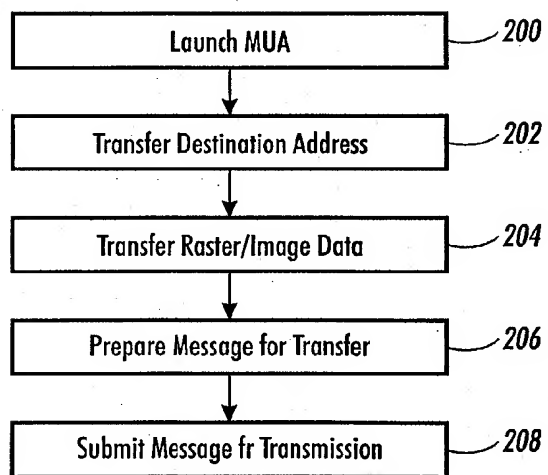 Launch MUA 200
Transfer Destination Address 202
Transfer Raster/Image Data 204
Prepare Message for Transfer 206
Submit Message fr Transmission 208